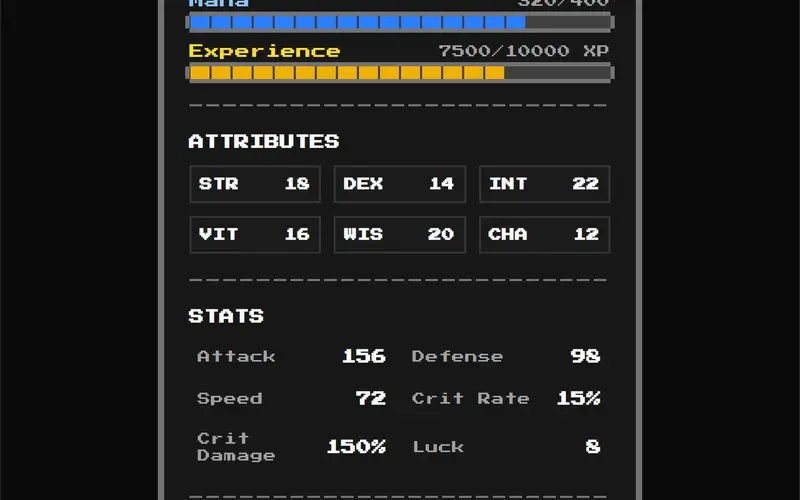 Mana 320/400
Experience 7500/10000 XP
ATTRIBUTES
STR 18 DEX 14 INT 22
VIT 16 WIS 20 CHA 12
STATS
Attack 156 Defense 98
Speed 72 Crit Rate 15%
Crit
Damage 150% Luck 8